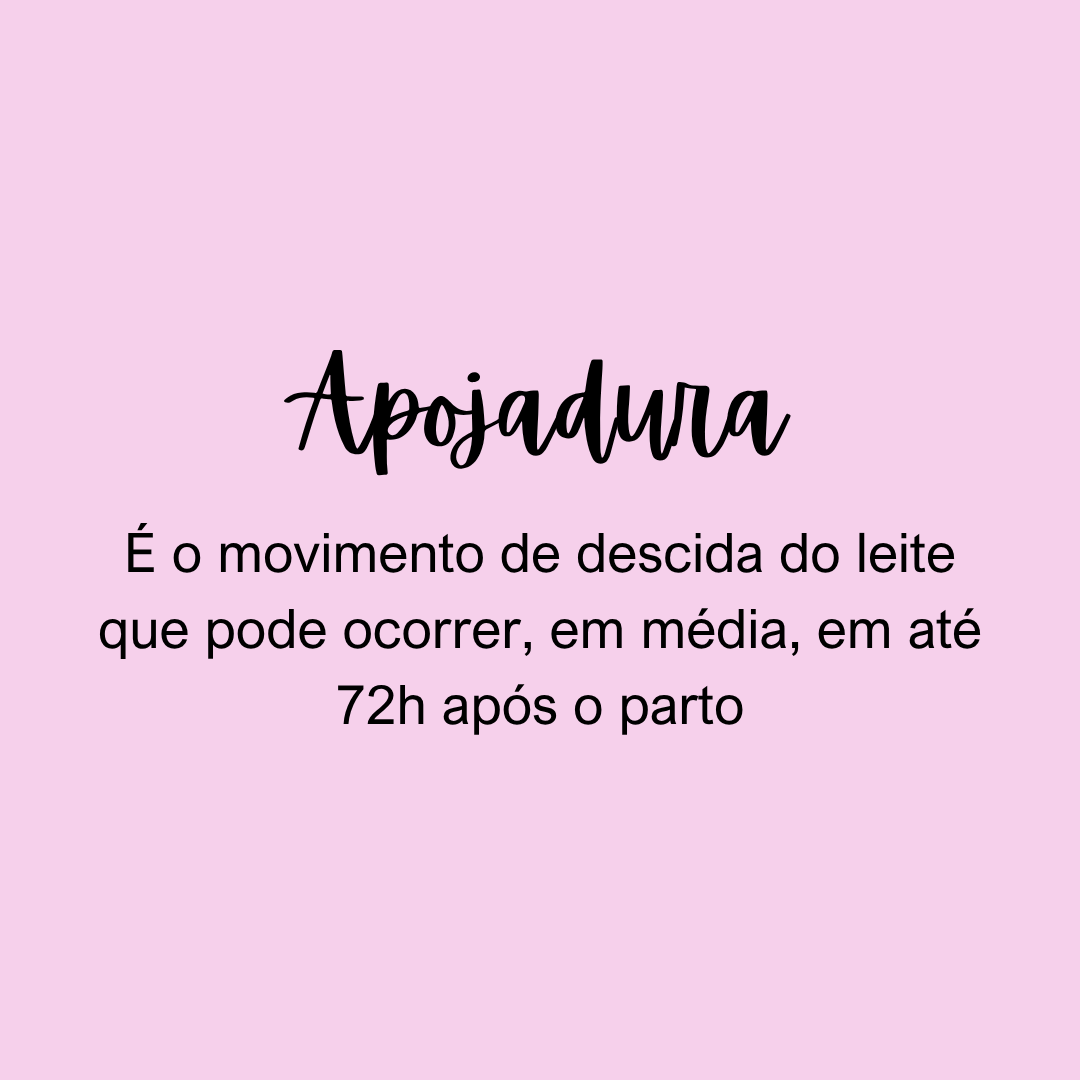 Apojadura
É o movimento de descida do leite
que pode ocorrer, em média, em até
72h após o parto